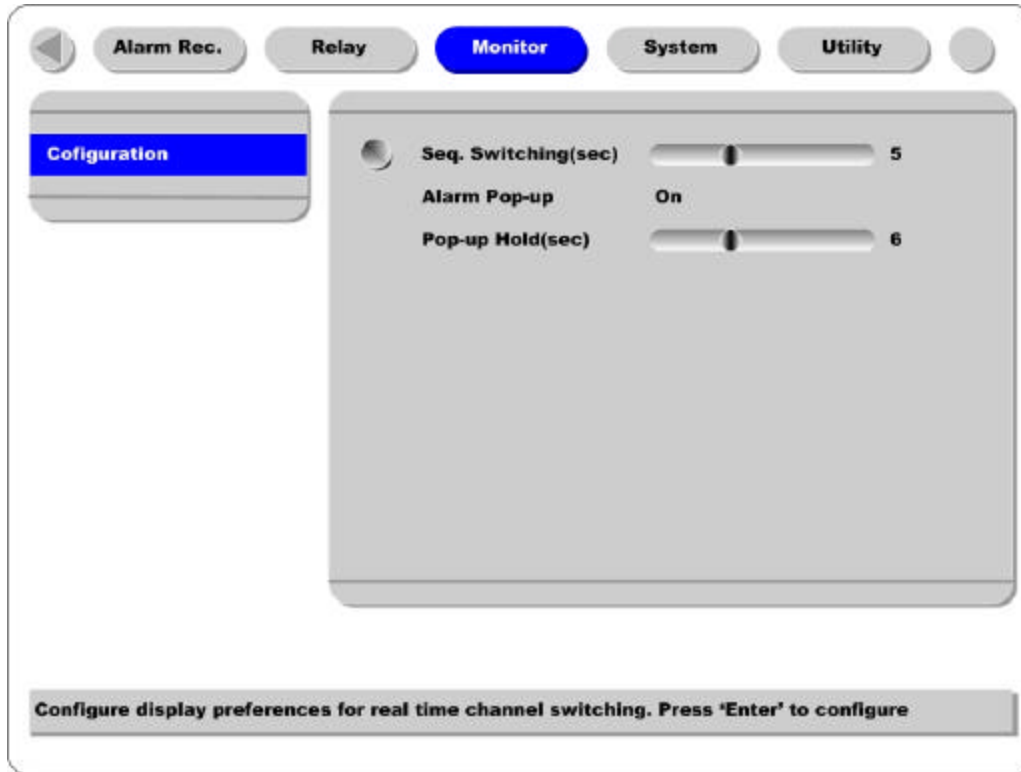 Alarm Rec. Relay Monitor System Utility
Cofiguration
Seq. Switching(sec) 5
Alarm Pop-up On
Pop-up Hold(sec) 6
Configure display preferences for real time channel switching. Press ‘Enter’ to configure